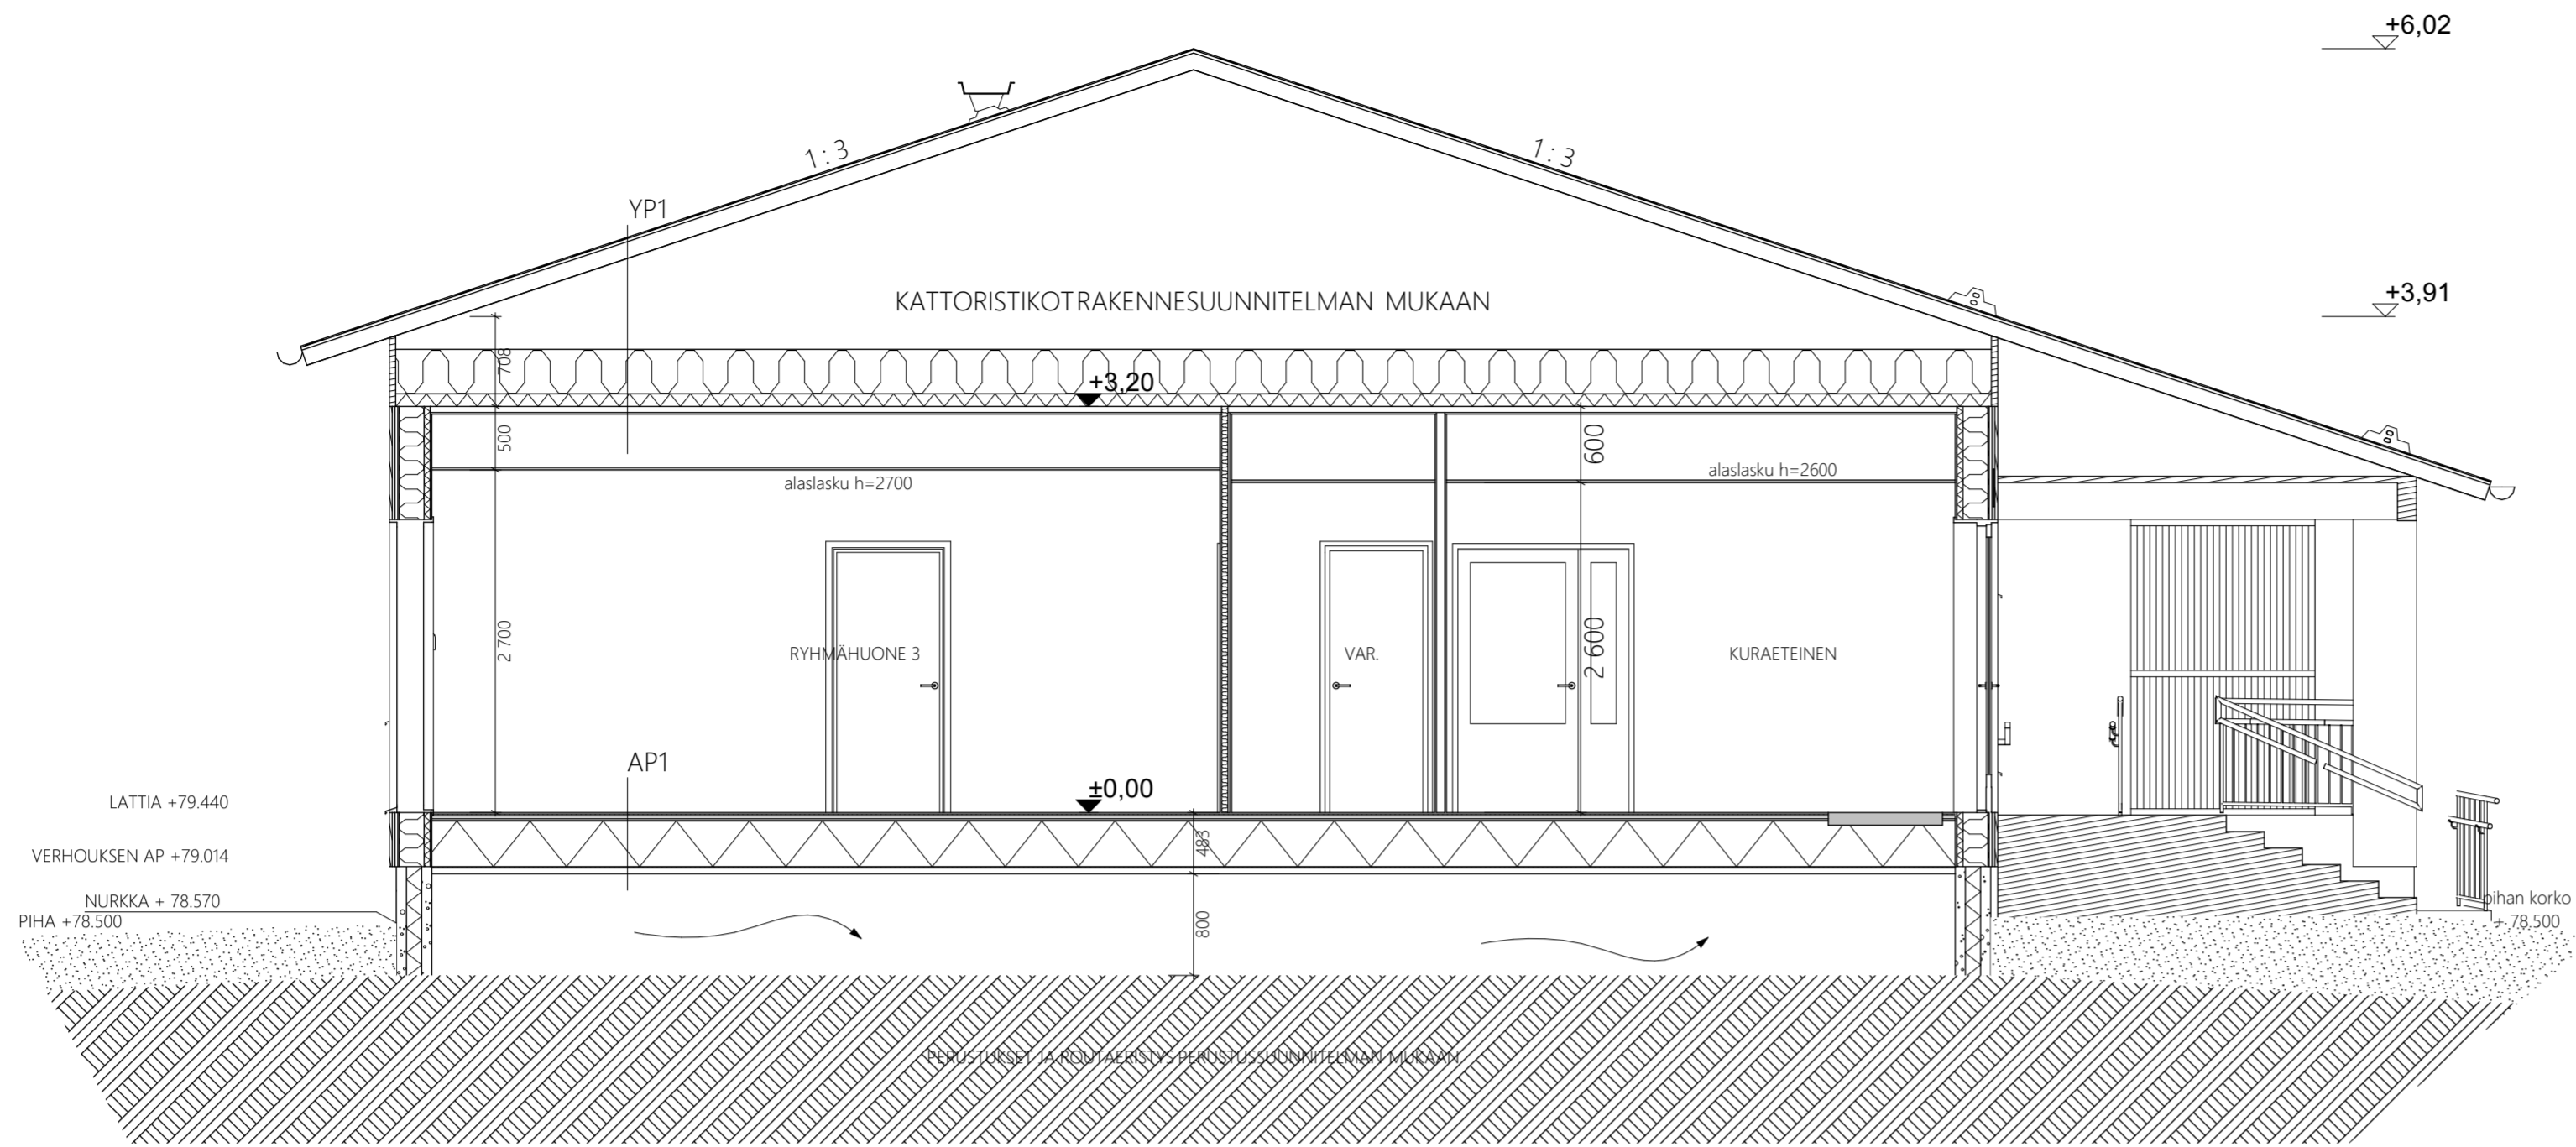 +6,02
1:3
1:3
YP1
+3,91
KATTORISTIKOT RAKENNESUUNNITELMAN MUKAAN
708
+3,20
500
600
alaslasku h=2700
alaslasku h=2600
2 700
RYHMÄHUONE 3
VAR.
2 600
KURAETEINEN
AP1
±0,00
LATTIA +79.440
483
VERHOUKSEN AP +79.014
NURKKA + 78.570
PIHA +78.500
800
pihan korko
+ 78.500
PERUSTUKSET JA ROUTAERISTYS PERUSTUSSUUNNITELMAN MUKAAN